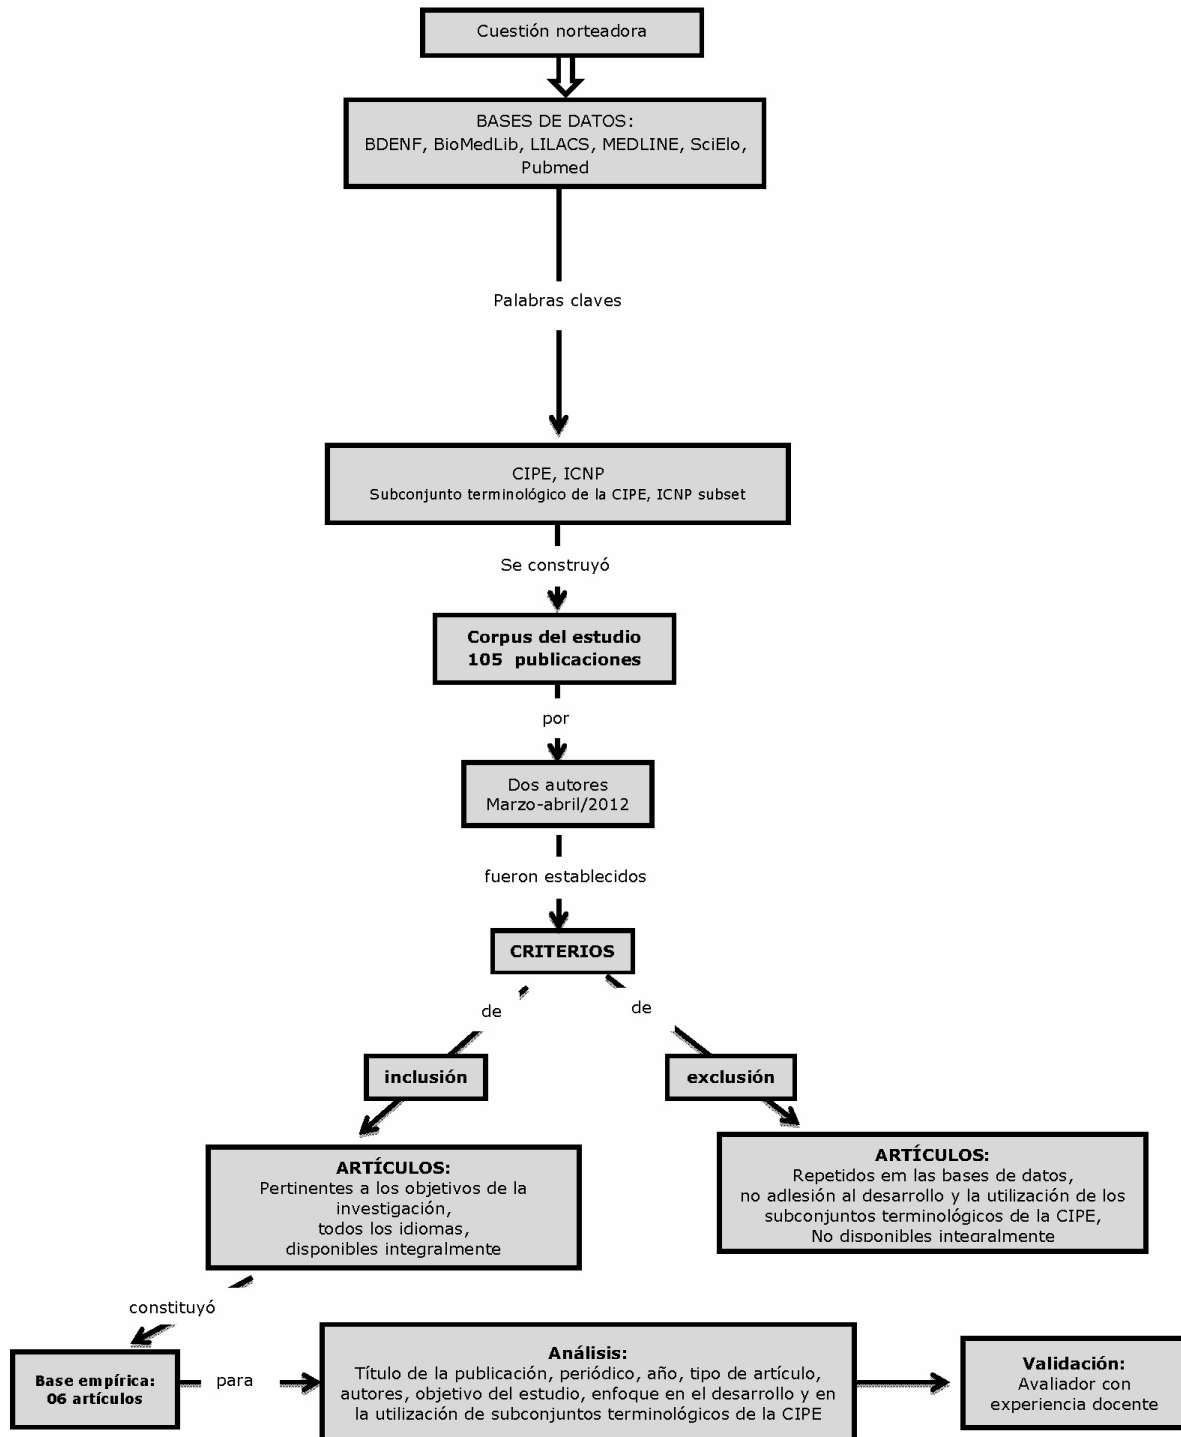 Cuestión norteadora
BASES DE DATOS:
BDENF, BioMedLib, LILACS, MEDLINE, SciElo,
Pubmed
Palabras claves
CIPE, ICNP
Subconjunto terminológico de la CIPE, ICNP subset
Se construyó
Corpus del estudio
105 publicaciones
por
Dos autores
Marzo-abril/2012
fueron establecidos
CRITERIOS
de
de
inclusión
exclusión
ARTÍCULOS:
Pertinentes a los objetivos de la
investigación,
todos los idiomas,
disponibles integralmente
ARTÍCULOS:
Repetidos em las bases de datos,
no adlesión al desarrollo y la utilización de los
subconjuntos terminológicos de la CIPE,
No disponibles integralmente
constituyó
Base empírica:
06 artículos
para
Análisis:
Título de la publicación, periódico, año, tipo de artículo,
autores, objetivo del estudio, enfoque en el desarrollo y en
la utilización de subconjuntos terminológicos de la CIPE
Validación:
Avaliador con
experiencia docente